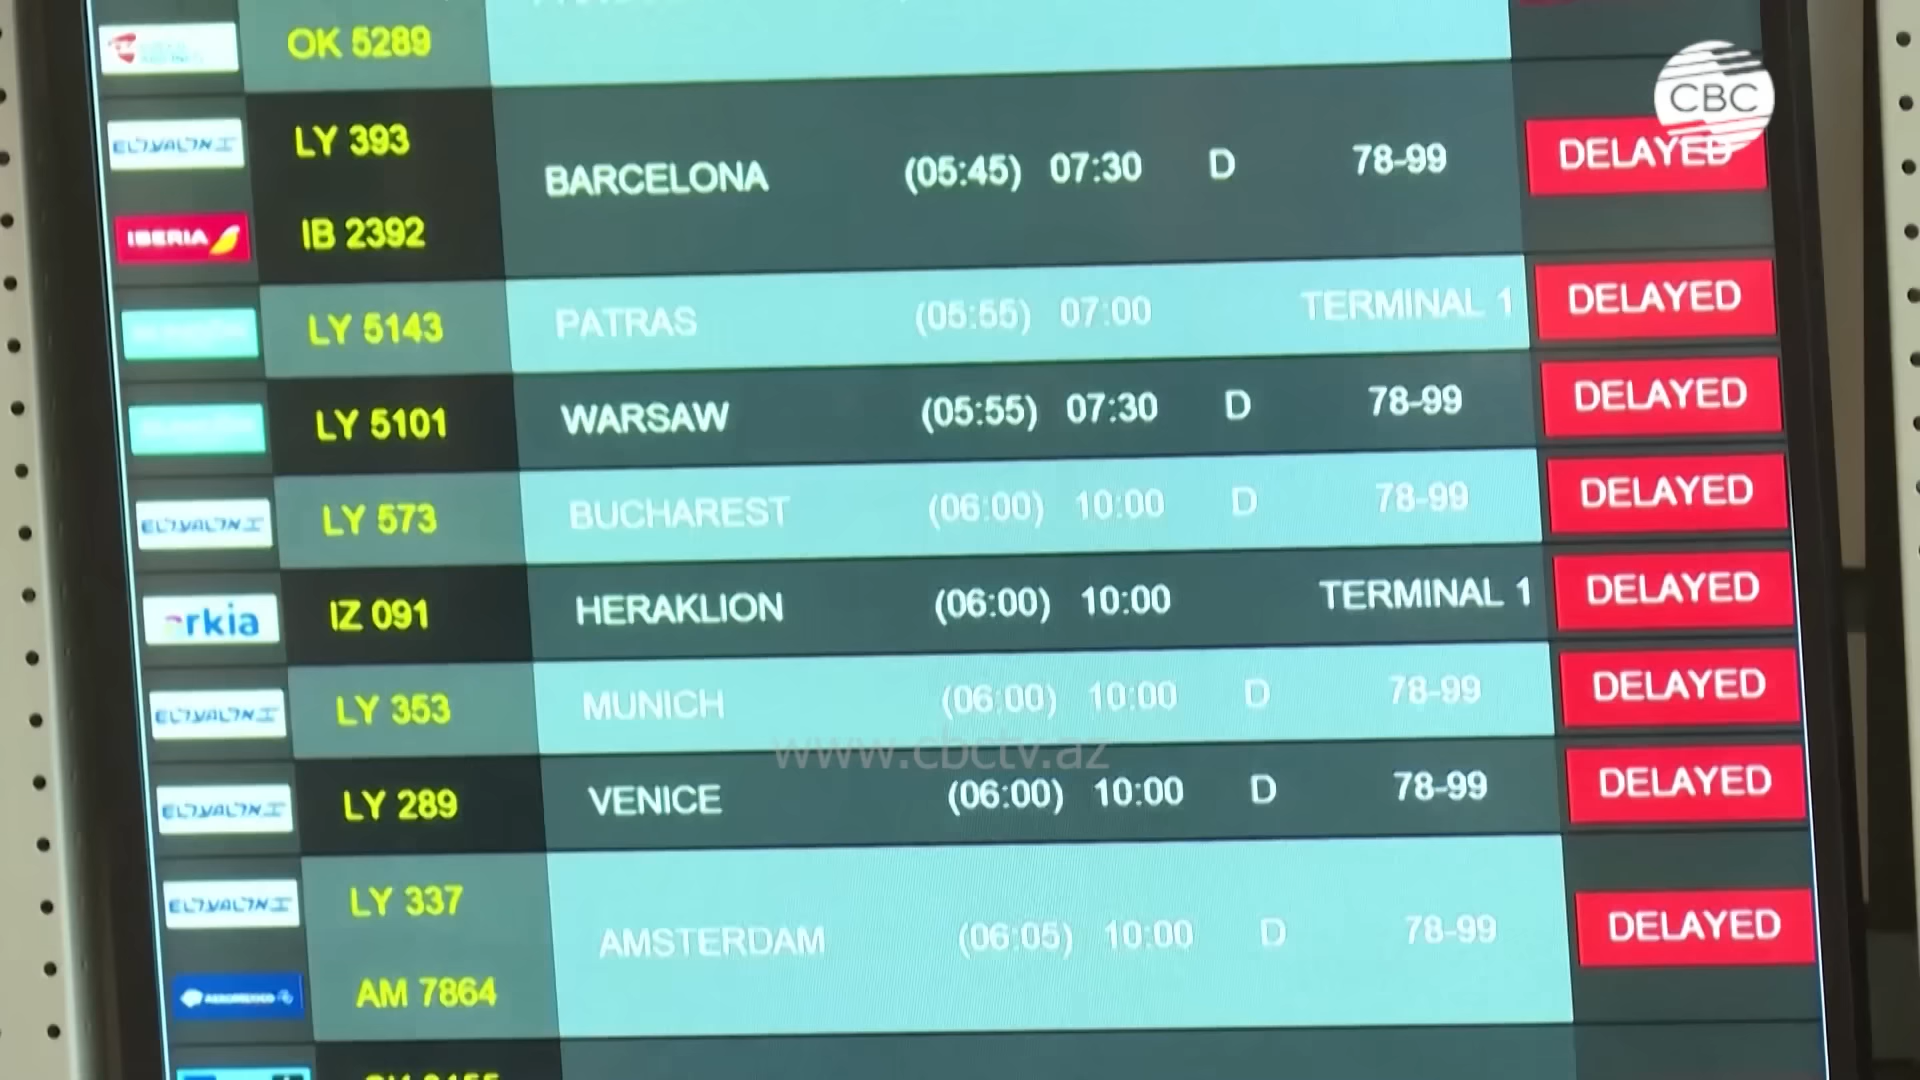 OK 5289
CBC
LY 393
BARCELONA (05:45) 07:30 D 78-99 DELAYED
IBERIA IB 2392
LY 5143 PATRAS (05:55) 07:00 TERMINAL 1 DELAYED
LY 5101 WARSAW (05:55) 07:30 D 78-99 DELAYED
LY 573 BUCHAREST (06:00) 10:00 D 78-99 DELAYED
arkia IZ 091 HERAKLION (06:00) 10:00 TERMINAL 1 DELAYED
LY 353 MUNICH (06:00) 10:00 D 78-99 DELAYED
www.cbctv.az
LY 289 VENICE (06:00) 10:00 D 78-99 DELAYED
LY 337
AMSTERDAM (06:05) 10:00 D 78-99 DELAYED
AEROMEXICO AM 7864